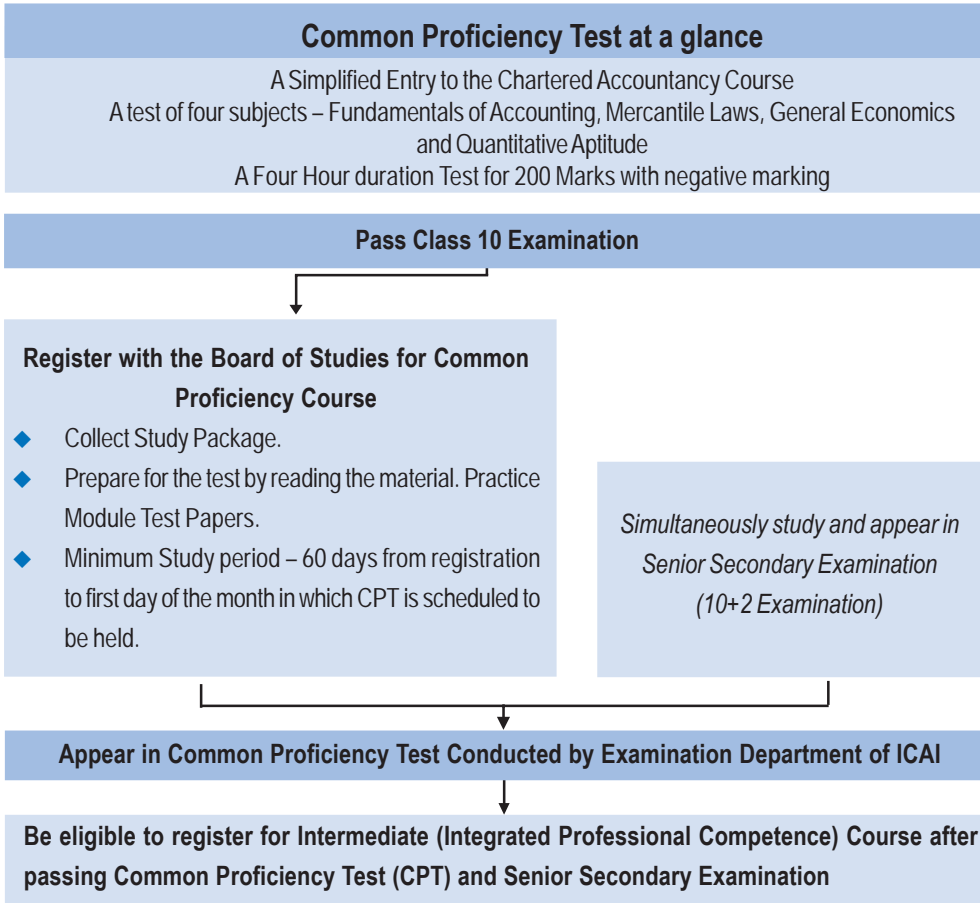 Common Proficiency Test at a glance
A Simplified Entry to the Chartered Accountancy Course
A test of four subjects – Fundamentals of Accounting, Mercantile Laws, General Economics
and Quantitative Aptitude
A Four Hour duration Test for 200 Marks with negative marking
Pass Class 10 Examination
Register with the Board of Studies for Common
Proficiency Course
◆ Collect Study Package.
◆ Prepare for the test by reading the material. Practice
Module Test Papers.
◆ Minimum Study period – 60 days from registration
to first day of the month in which CPT is scheduled to
be held.
Simultaneously study and appear in
Senior Secondary Examination
(10+2 Examination)
Appear in Common Proficiency Test Conducted by Examination Department of ICAI
Be eligible to register for Intermediate (Integrated Professional Competence) Course after
passing Common Proficiency Test (CPT) and Senior Secondary Examination